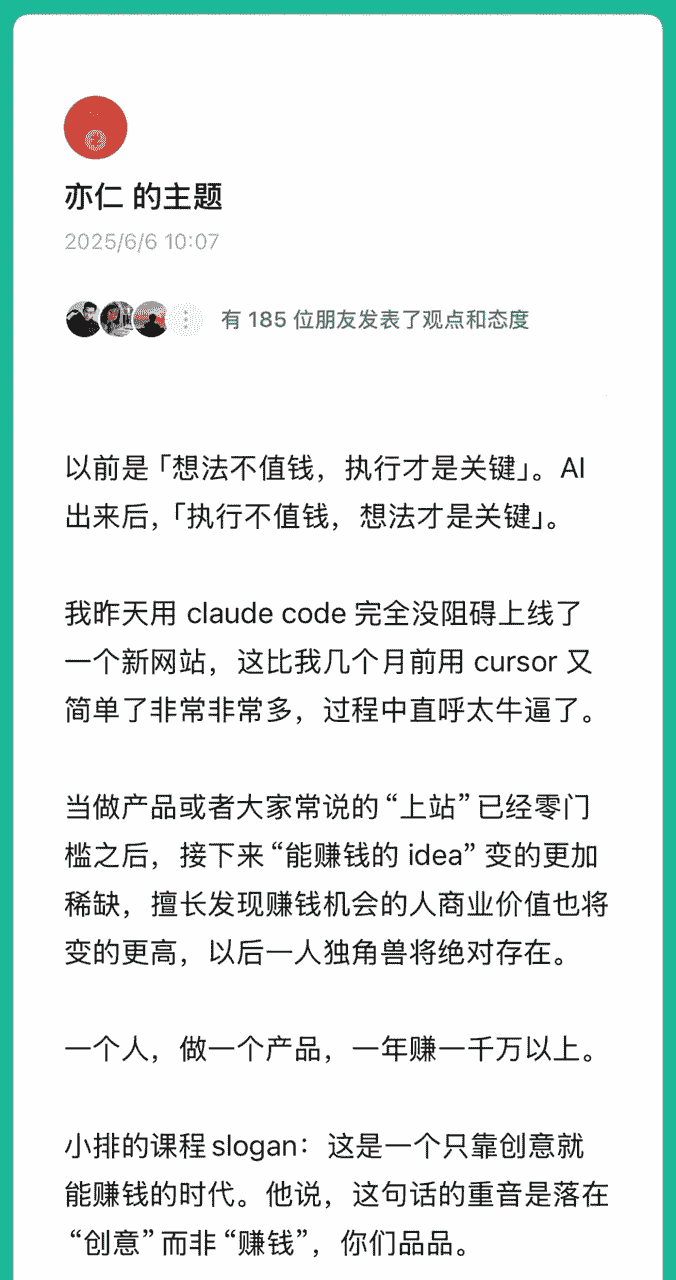 亦仁 的主题
2025/6/6 10:07
有 185 位朋友发表了观点和态度
以前是「想法不值钱，执行才是关键」。AI
出来后，「执行不值钱，想法才是关键」。
我昨天用 claude code 完全没阻碍上线了
一个新网站，这比我几个月前用 cursor 又
简单了非常非常多，过程中直呼太牛逼了。
当做产品或者大家常说的“上站”已经零门
槛之后，接下来“能赚钱的 idea”变的更加
稀缺，擅长发现赚钱机会的人商业价值也将
变的更高，以后一人独角兽将绝对存在。
一个人，做一个产品，一年赚一千万以上。
小排的课程slogan：这是一个只靠创意就
能赚钱的时代。他说，这句话的重音是落在
“创意”而非“赚钱”，你们品品。